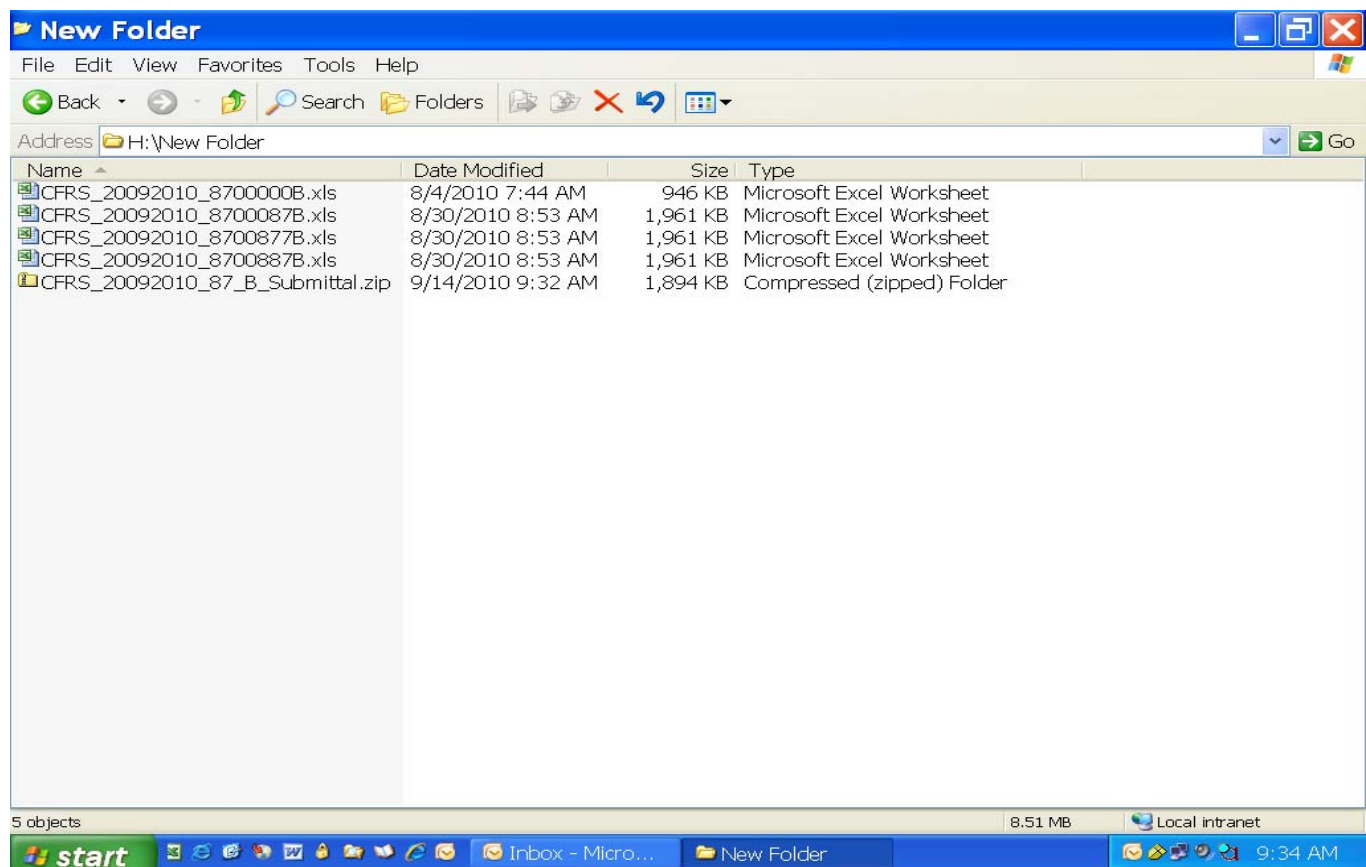 New Folder
File Edit View Favorites Tools Help
Back Search Folders
Address H:\New Folder Go
Name Date Modified Size Type
CFRS_20092010_8700000B.xls 8/4/2010 7:44 AM 946 KB Microsoft Excel Worksheet
CFRS_20092010_8700087B.xls 8/30/2010 8:53 AM 1,961 KB Microsoft Excel Worksheet
CFRS_20092010_8700877B.xls 8/30/2010 8:53 AM 1,961 KB Microsoft Excel Worksheet
CFRS_20092010_8700887B.xls 8/30/2010 8:53 AM 1,961 KB Microsoft Excel Worksheet
CFRS_20092010_87_B_Submittal.zip 9/14/2010 9:32 AM 1,894 KB Compressed (zipped) Folder
5 objects 8.51 MB Local intranet
start Inbox - Micro... New Folder 9:34 AM